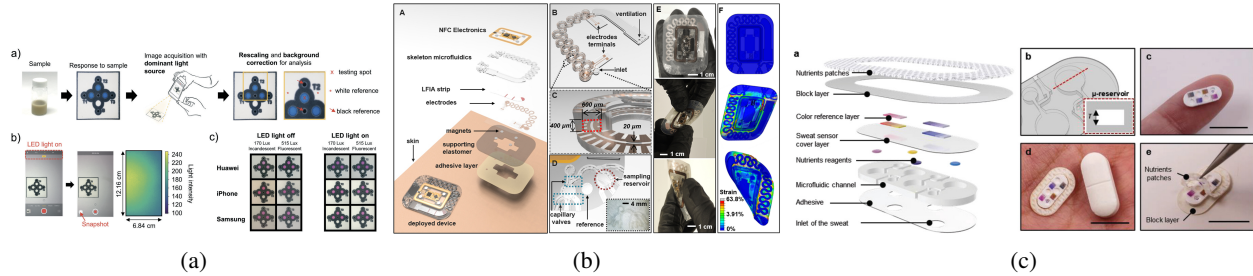 a)
Sample
Response to sample
Image acquisition with
dominant light
source
Rescaling and background
correction for analysis
T2
T2
x testing spot
white reference
black reference
b)
LED light on
Snapshot
12.16 cm
6.84 cm
240
220
200
180
160
140
120
100
Light intensity
c)
LED light off
LED light on
170 Lux
Incandescent
515 Lux
Fluorescent
170 Lux
Incandescent
515 Lux
Fluorescent
Huawei
iPhone
Samsung
(a)
A
NFC Electronics
skeleton microfluidics
LFIA strip
electrodes
magnets
supporting
elastomer
adhesive layer
skin
deployed device
B
ventilation
electrodes
terminals
inlet
C
600 µm
400 µm
20 µm
D
sampling
reservoir
capillary
valves
reference
4 mm
E
1 cm
1 cm
1 cm
F
Strain
63.8%
3.91%
0%
(b)
a
Nutrients patches
Block layer
Color reference layer
Sweat sensor
cover layer
Nutrients reagents
Microfluidic channel
Adhesive
Inlet of the sweat
b
µ-reservoir
T
c
d
e
Nutrients
patches
Block layer
(c)